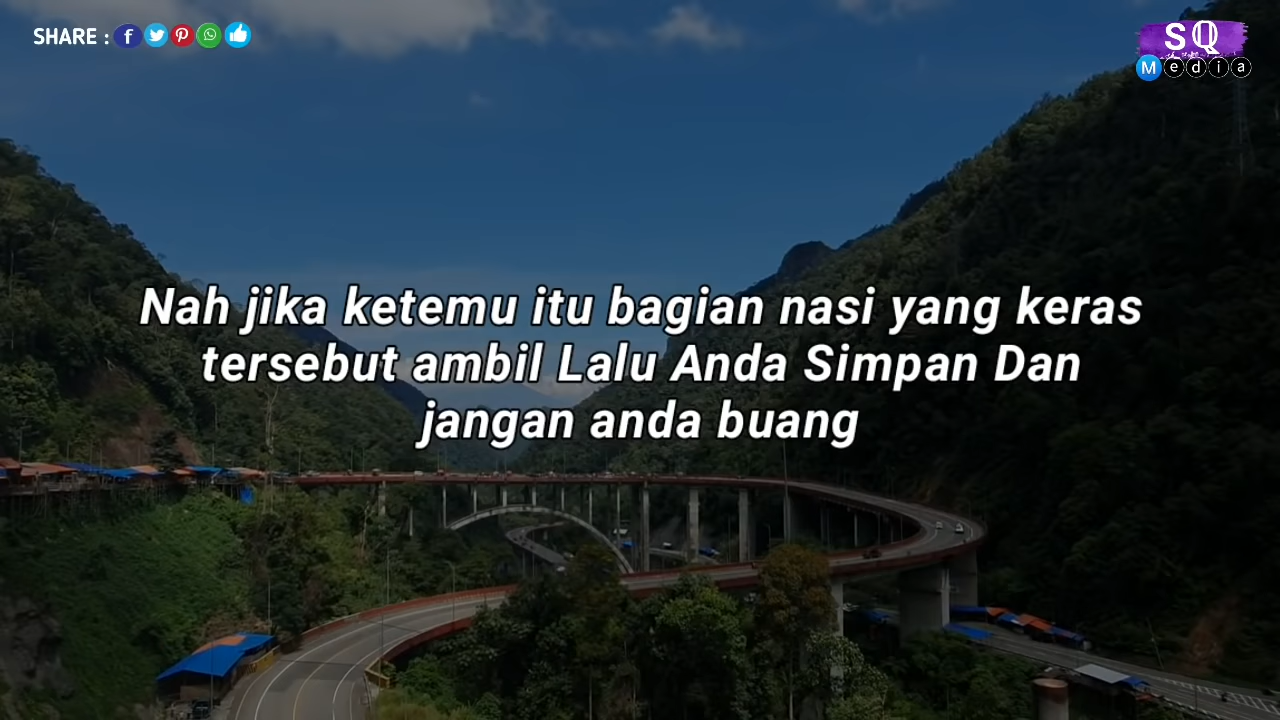 SHARE :
SQ
Media
Nah jika ketemu itu bagian nasi yang keras
tersebut ambil Lalu Anda Simpan Dan
jangan anda buang